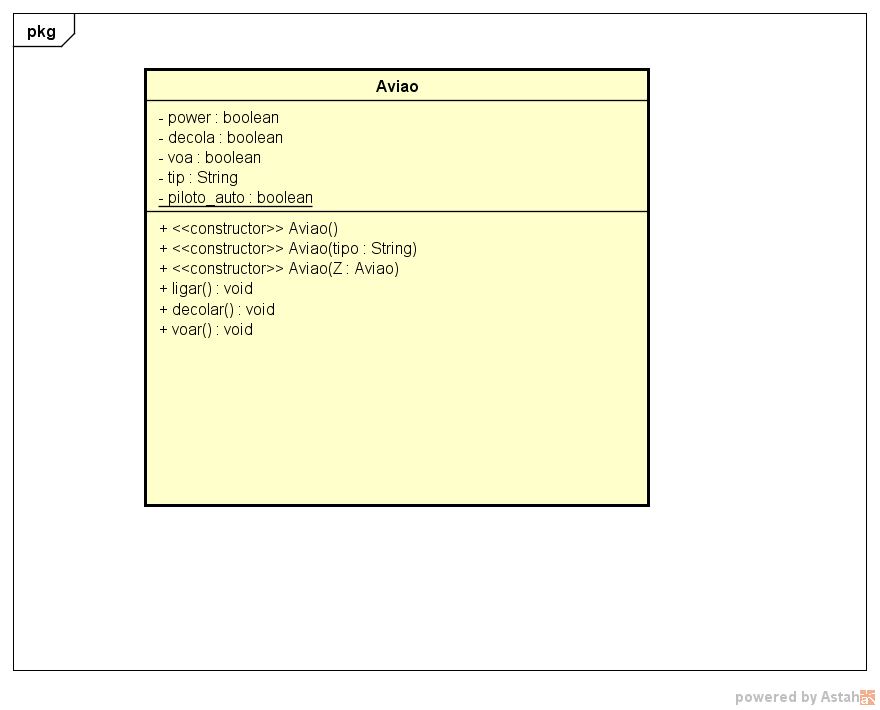 pkg
Aviao
- power : boolean
- decola : boolean
- voa : boolean
- tip : String
- piloto_auto : boolean
+ <<constructor>> Aviao()
+ <<constructor>> Aviao(tipo : String)
+ <<constructor>> Aviao(Z : Aviao)
+ ligar() : void
+ decolar() : void
+ voar() : void
powered by Astah